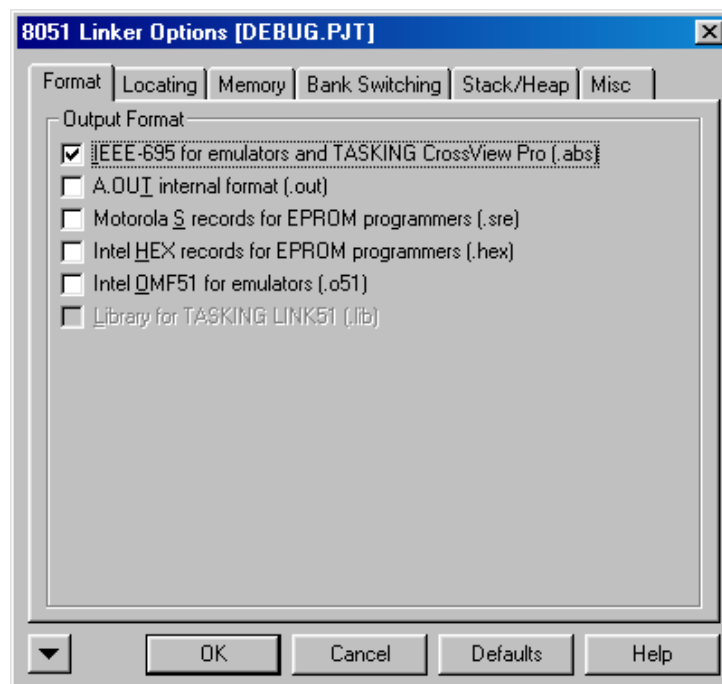 8051 Linker Options [DEBUG.PJT]
Format Locating Memory Bank Switching Stack/Heap Misc
Output Format
IEEE-695 for emulators and TASKING CrossView Pro (.abs)
A.OUT internal format (.out)
Motorola S records for EPROM programmers (.sre)
Intel HEX records for EPROM programmers (.hex)
Intel OMF51 for emulators (.o51)
Library for TASKING LINK51 (.lib)
OK Cancel Defaults Help